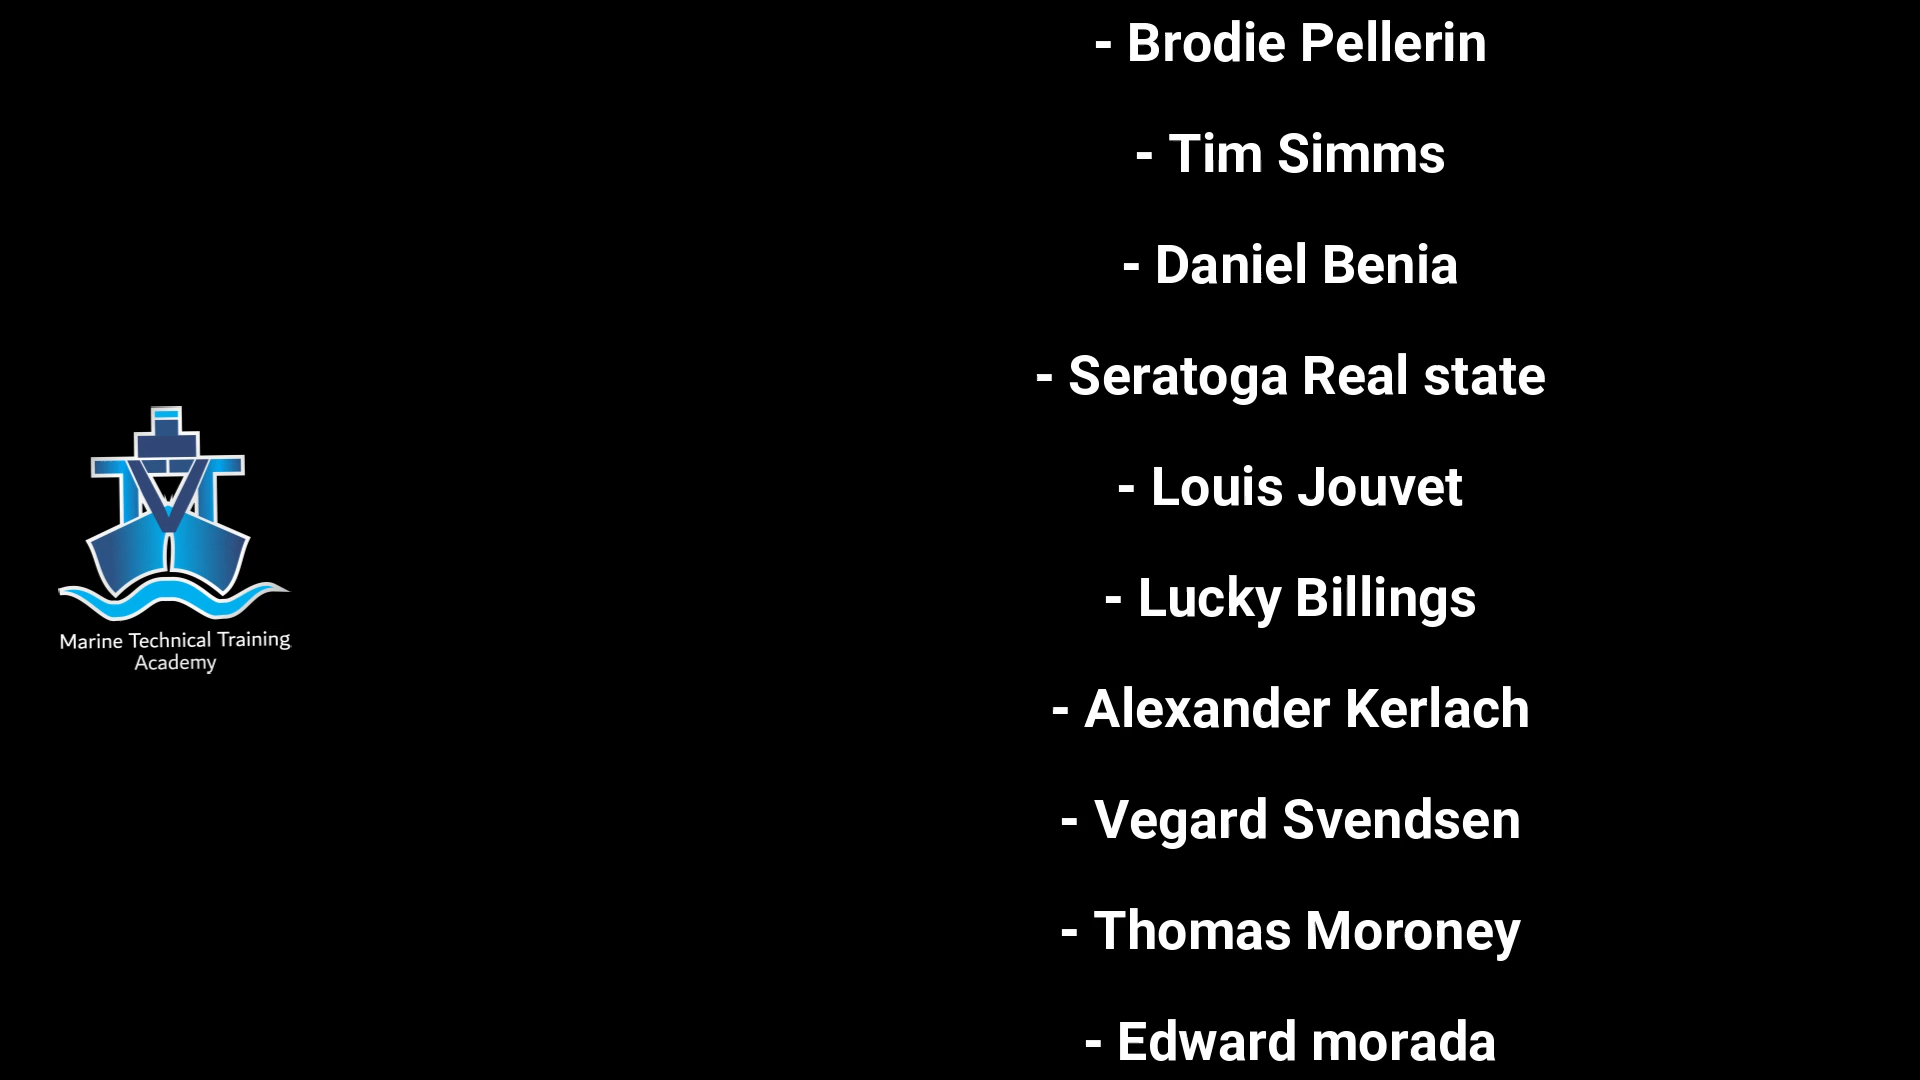 - Brodie Pellerin
- Tim Simms
- Daniel Benia
- Seratoga Real state
- Louis Jouvet
- Lucky Billings
- Alexander Kerlach
- Vegard Svendsen
- Thomas Moroney
- Edward morada
Marine Technical Training
Academy